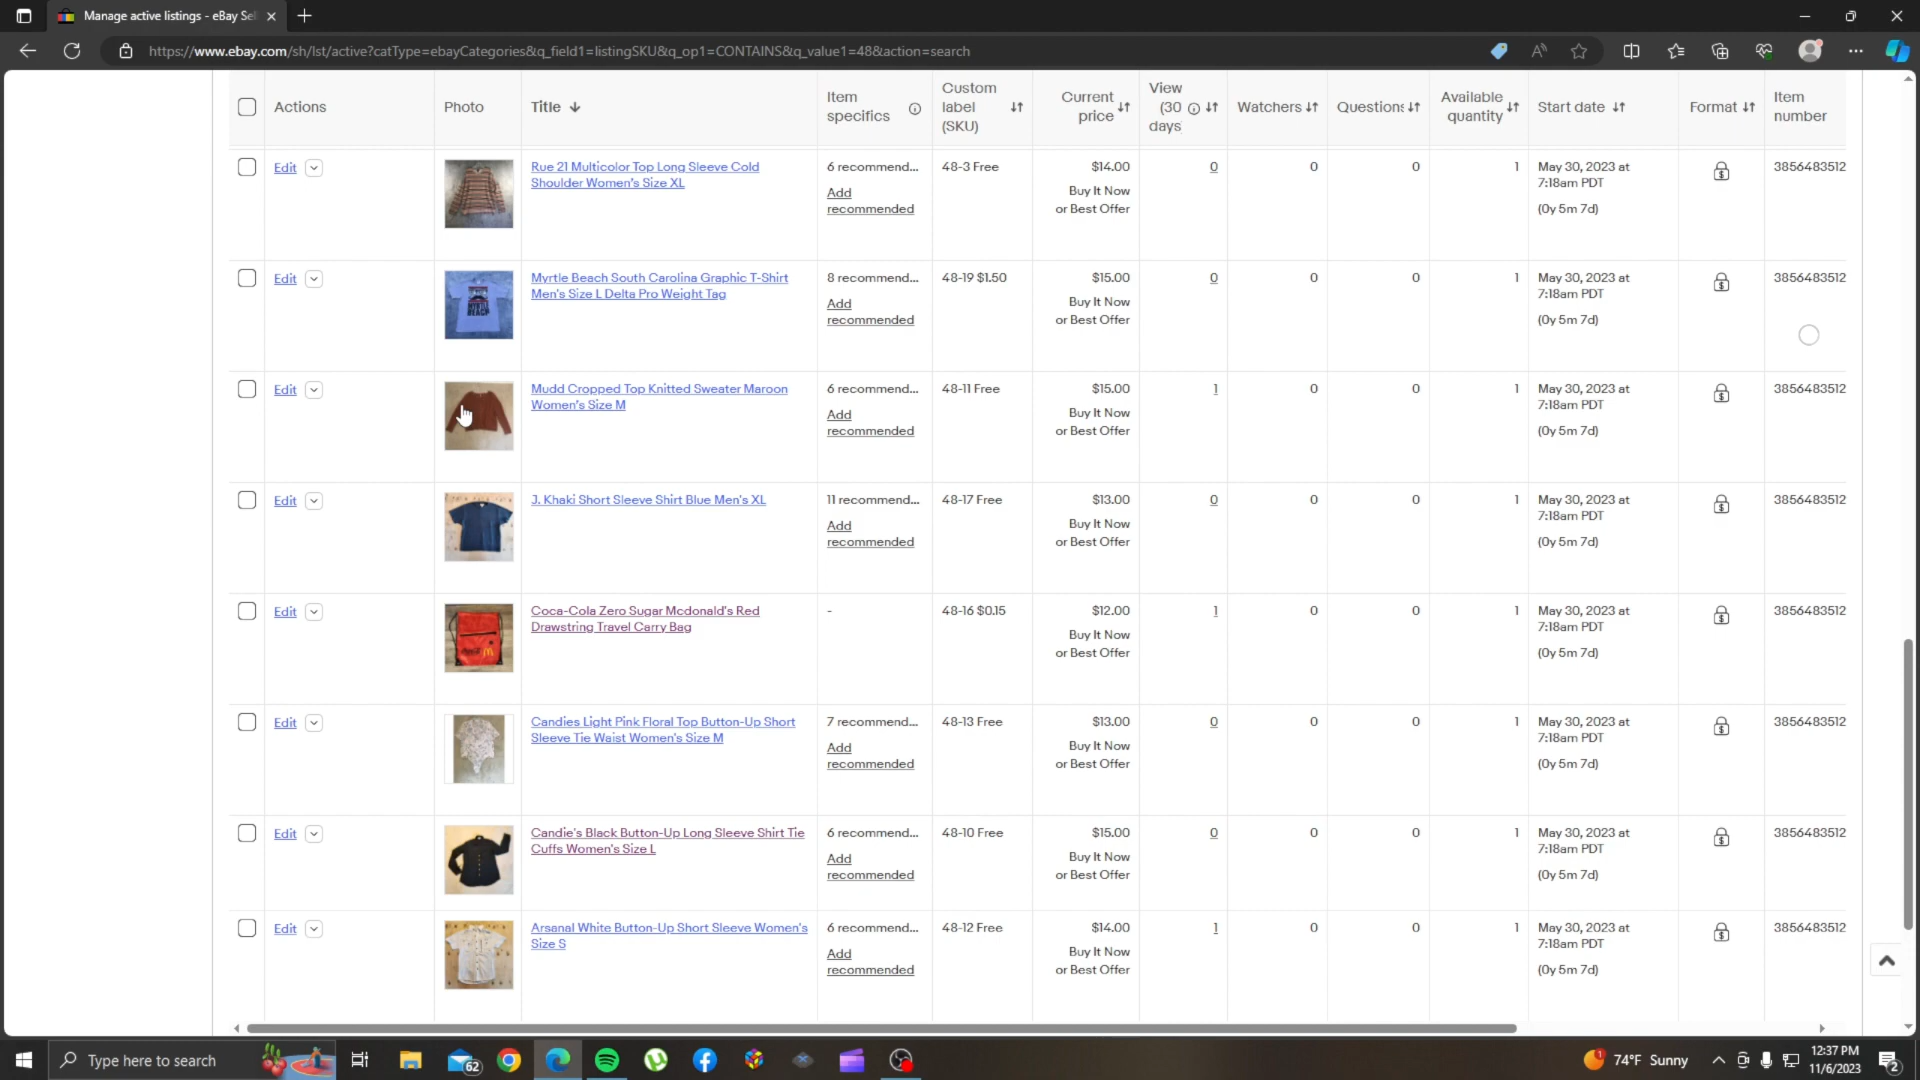 Manage active listings - eBay Sel
https://www.ebay.com/sh/lst/active?catType=ebayCategories&q_field1=listingSKU&q_op1=CONTAINS&q_value1=48&action=search
Actions
Photo
Title
Item
specifics
Custom
label
(SKU)
Current
price
View
(30
days
Watchers
Questions
Available
quantity
Start date
Format
Item
number
Edit
Rue 21 Multicolor Top Long Sleeve Cold
Shoulder Women's Size XL
6 recommend...
Add
recommended
48-3 Free
$14.00
Buy It Now
or Best Offer
0
0
0
1
May 30, 2023 at
7:18am PDT
(0y 5m 7d)
3856483512
Edit
Myrtle Beach South Carolina Graphic T-Shirt
Men's Size L Delta Pro Weight Tag
8 recommend...
Add
recommended
48-19 $1.50
$15.00
Buy It Now
or Best Offer
0
0
0
1
May 30, 2023 at
7:18am PDT
(0y 5m 7d)
3856483512
Edit
Mudd Cropped Top Knitted Sweater Maroon
Women's Size M
6 recommend...
Add
recommended
48-11 Free
$15.00
Buy It Now
or Best Offer
1
0
0
1
May 30, 2023 at
7:18am PDT
(0y 5m 7d)
3856483512
Edit
J. Khaki Short Sleeve Shirt Blue Men's XL
11 recommend...
Add
recommended
48-17 Free
$13.00
Buy It Now
or Best Offer
0
0
0
1
May 30, 2023 at
7:18am PDT
(0y 5m 7d)
3856483512
Edit
Coca-Cola Zero Sugar Mcdonald's Red
Drawstring Travel Carry Bag
-
48-16 $0.15
$12.00
Buy It Now
or Best Offer
1
0
0
1
May 30, 2023 at
7:18am PDT
(0y 5m 7d)
3856483512
Edit
Candies Light Pink Floral Top Button-Up Short
Sleeve Tie Waist Women's Size M
7 recommend...
Add
recommended
48-13 Free
$13.00
Buy It Now
or Best Offer
0
0
0
1
May 30, 2023 at
7:18am PDT
(0y 5m 7d)
3856483512
Edit
Candie's Black Button-Up Long Sleeve Shirt Tie
Cuffs Women's Size L
6 recommend...
Add
recommended
48-10 Free
$15.00
Buy It Now
or Best Offer
0
0
0
1
May 30, 2023 at
7:18am PDT
(0y 5m 7d)
3856483512
Edit
Arsanal White Button-Up Short Sleeve Women's
Size S
6 recommend...
Add
recommended
48-12 Free
$14.00
Buy It Now
or Best Offer
1
0
0
1
May 30, 2023 at
7:18am PDT
(0y 5m 7d)
3856483512
Type here to search
62
1
74°F Sunny
12:37 PM
11/6/2023
2